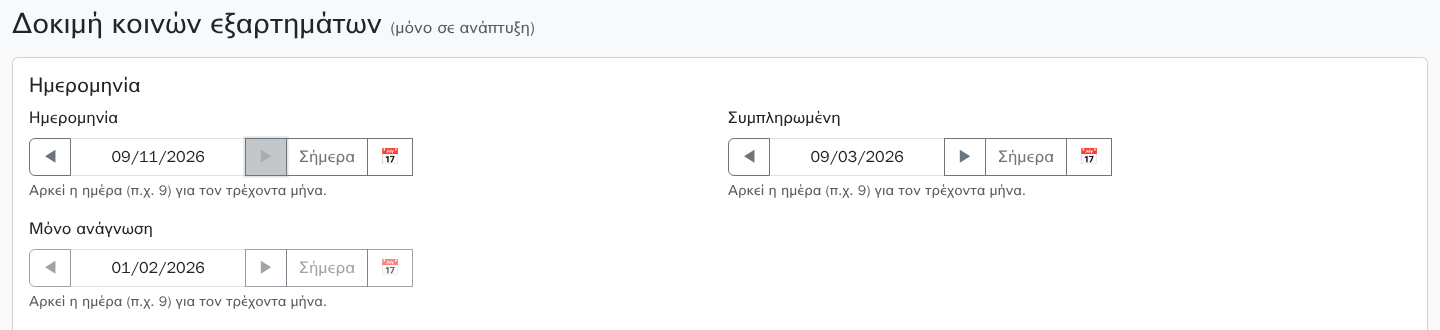 Δοκιμή κοινών εξαρτημάτων (μόνο σε ανάπτυξη)
Ημερομηνία
Ημερομηνία
09/11/2026 Σήμερα
Αρκεί η ημέρα (π.χ. 9) για τον τρέχοντα μήνα.
Συμπληρωμένη
09/03/2026 Σήμερα
Αρκεί η ημέρα (π.χ. 9) για τον τρέχοντα μήνα.
Μόνο ανάγνωση
01/02/2026 Σήμερα
Αρκεί η ημέρα (π.χ. 9) για τον τρέχοντα μήνα.